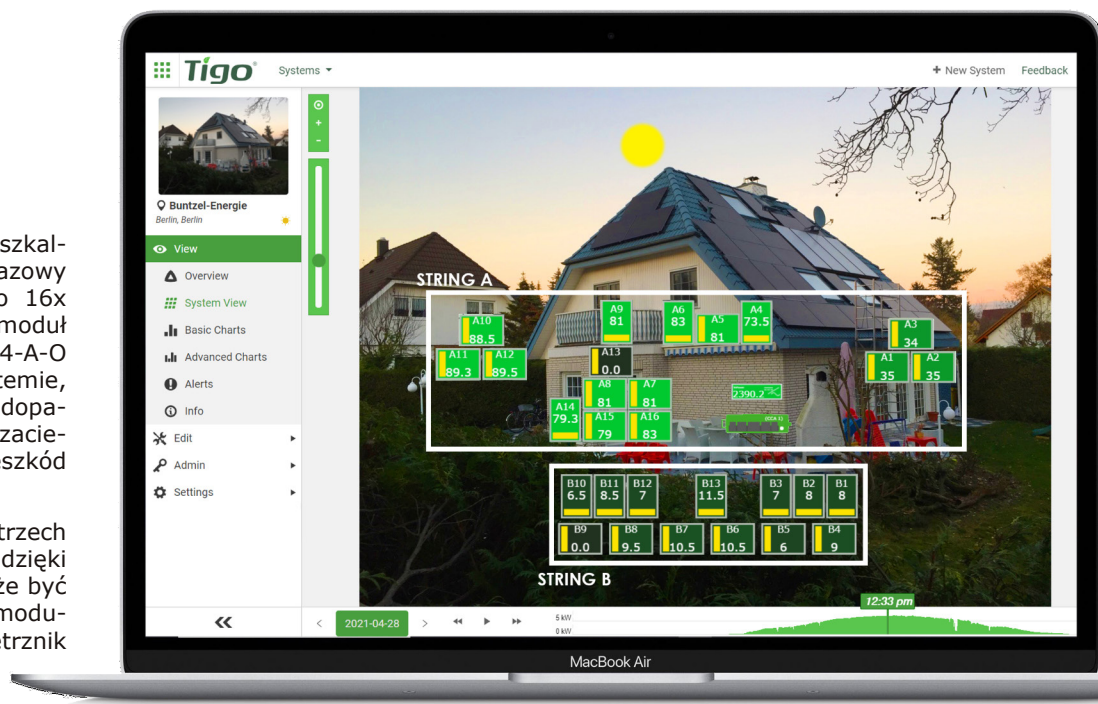 szkal-
azowy
o 16x
moduł
4-A-O
temie,
dopa-
zacie-
eszkód
trzech
dzięki
że być
modu-
etrznik
Tigo
Systems
+ New System Feedback
Buntzel-Energie
Berlin, Berlin
View
Overview
System View
Basic Charts
Advanced Charts
Alerts
Info
Edit
Admin
Settings
STRING A
A10
88.5
A11
89.3
A12
89.5
A9
81
A6
83
A5
81
A4
73.5
A13
0.0
A8
81
A7
81
A14
79.3
A15
79
A16
83
A3
34
A1
35
A2
35
2390.2
(CCA 1)
B10
6.5
B11
8.5
B12
7
B13
11.5
B3
7
B2
8
B1
8
B9
0.0
B8
9.5
B7
10.5
B6
10.5
B5
6
B4
9
STRING B
12:33 pm
2021-04-28
5 kW
0 kW
MacBook Air